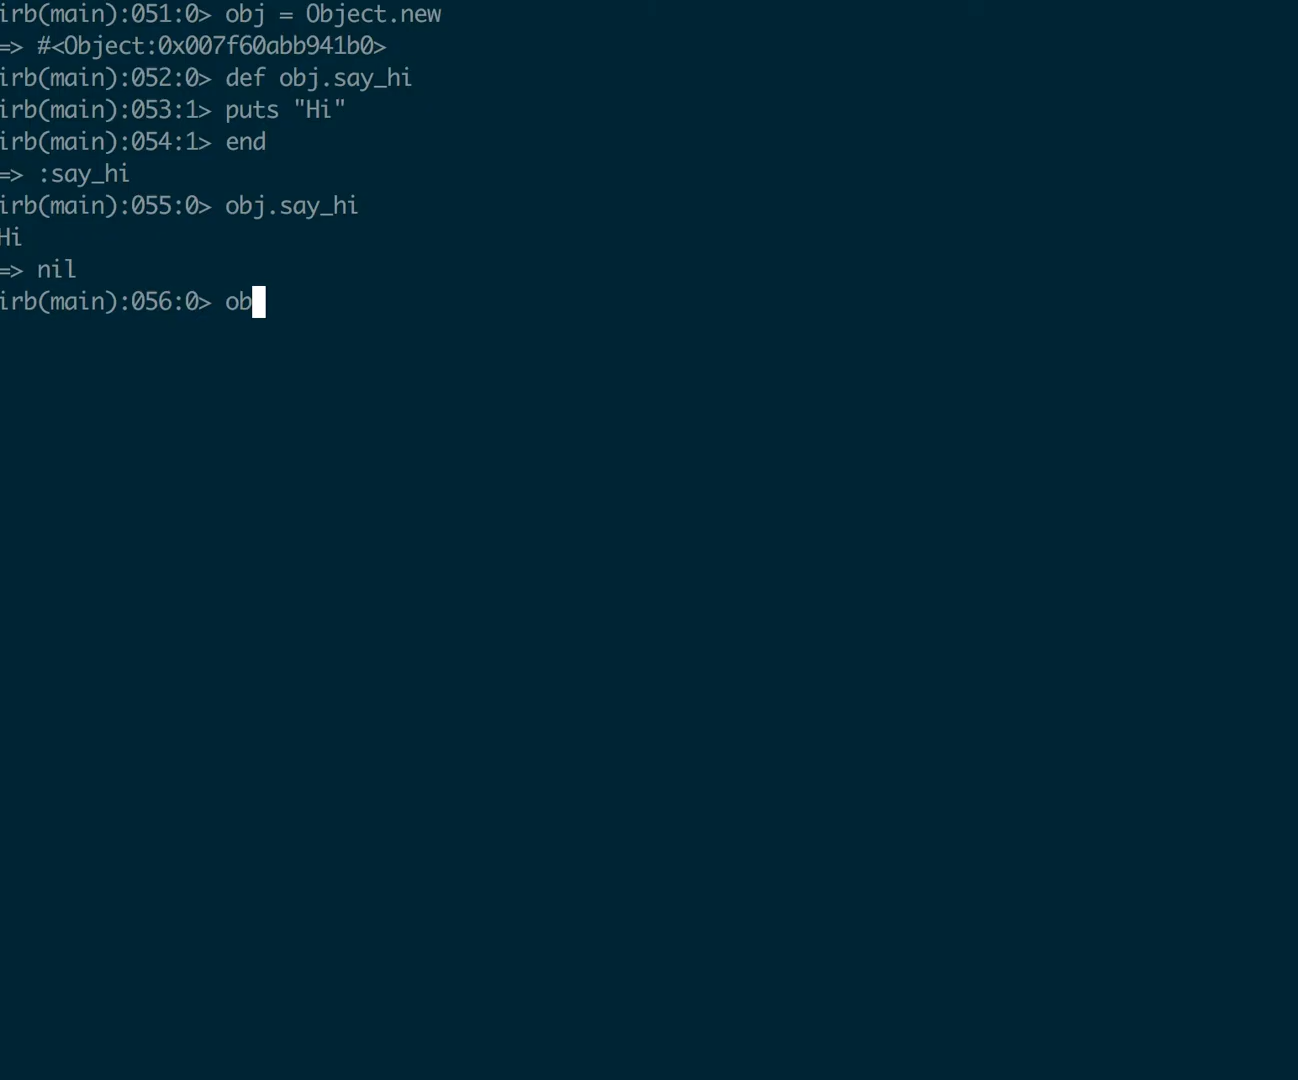 irb(main):051:0> obj = Object.new
=> #<Object:0x007f60abb941b0>
irb(main):052:0> def obj.say_hi
irb(main):053:1> puts "Hi"
irb(main):054:1> end
=> :say_hi
irb(main):055:0> obj.say_hi
Hi
=> nil
irb(main):056:0> ob